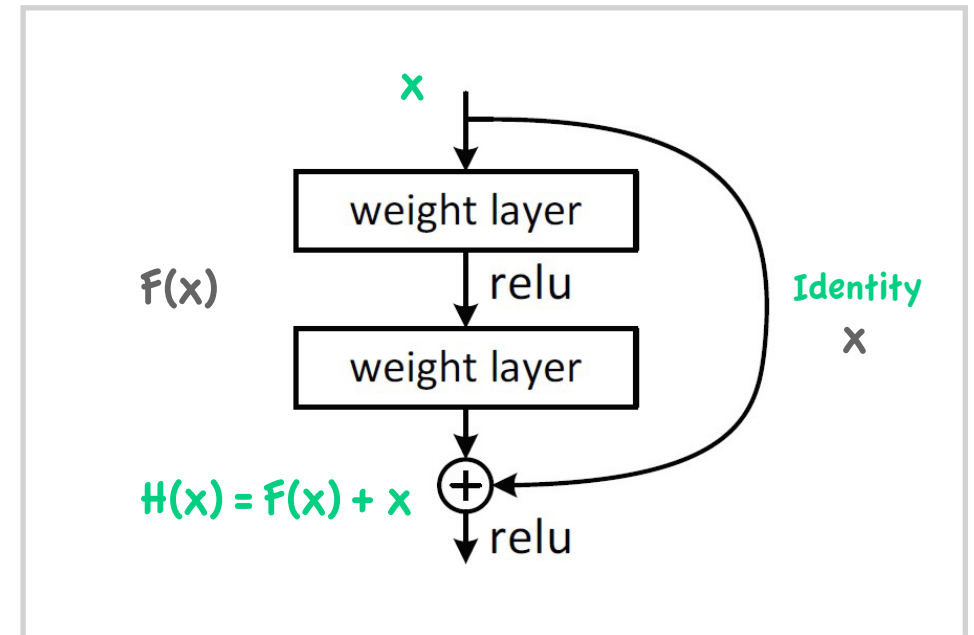 x
weight layer
relu
F(x)
Identity
x
weight layer
H(x) = F(x) + x
relu